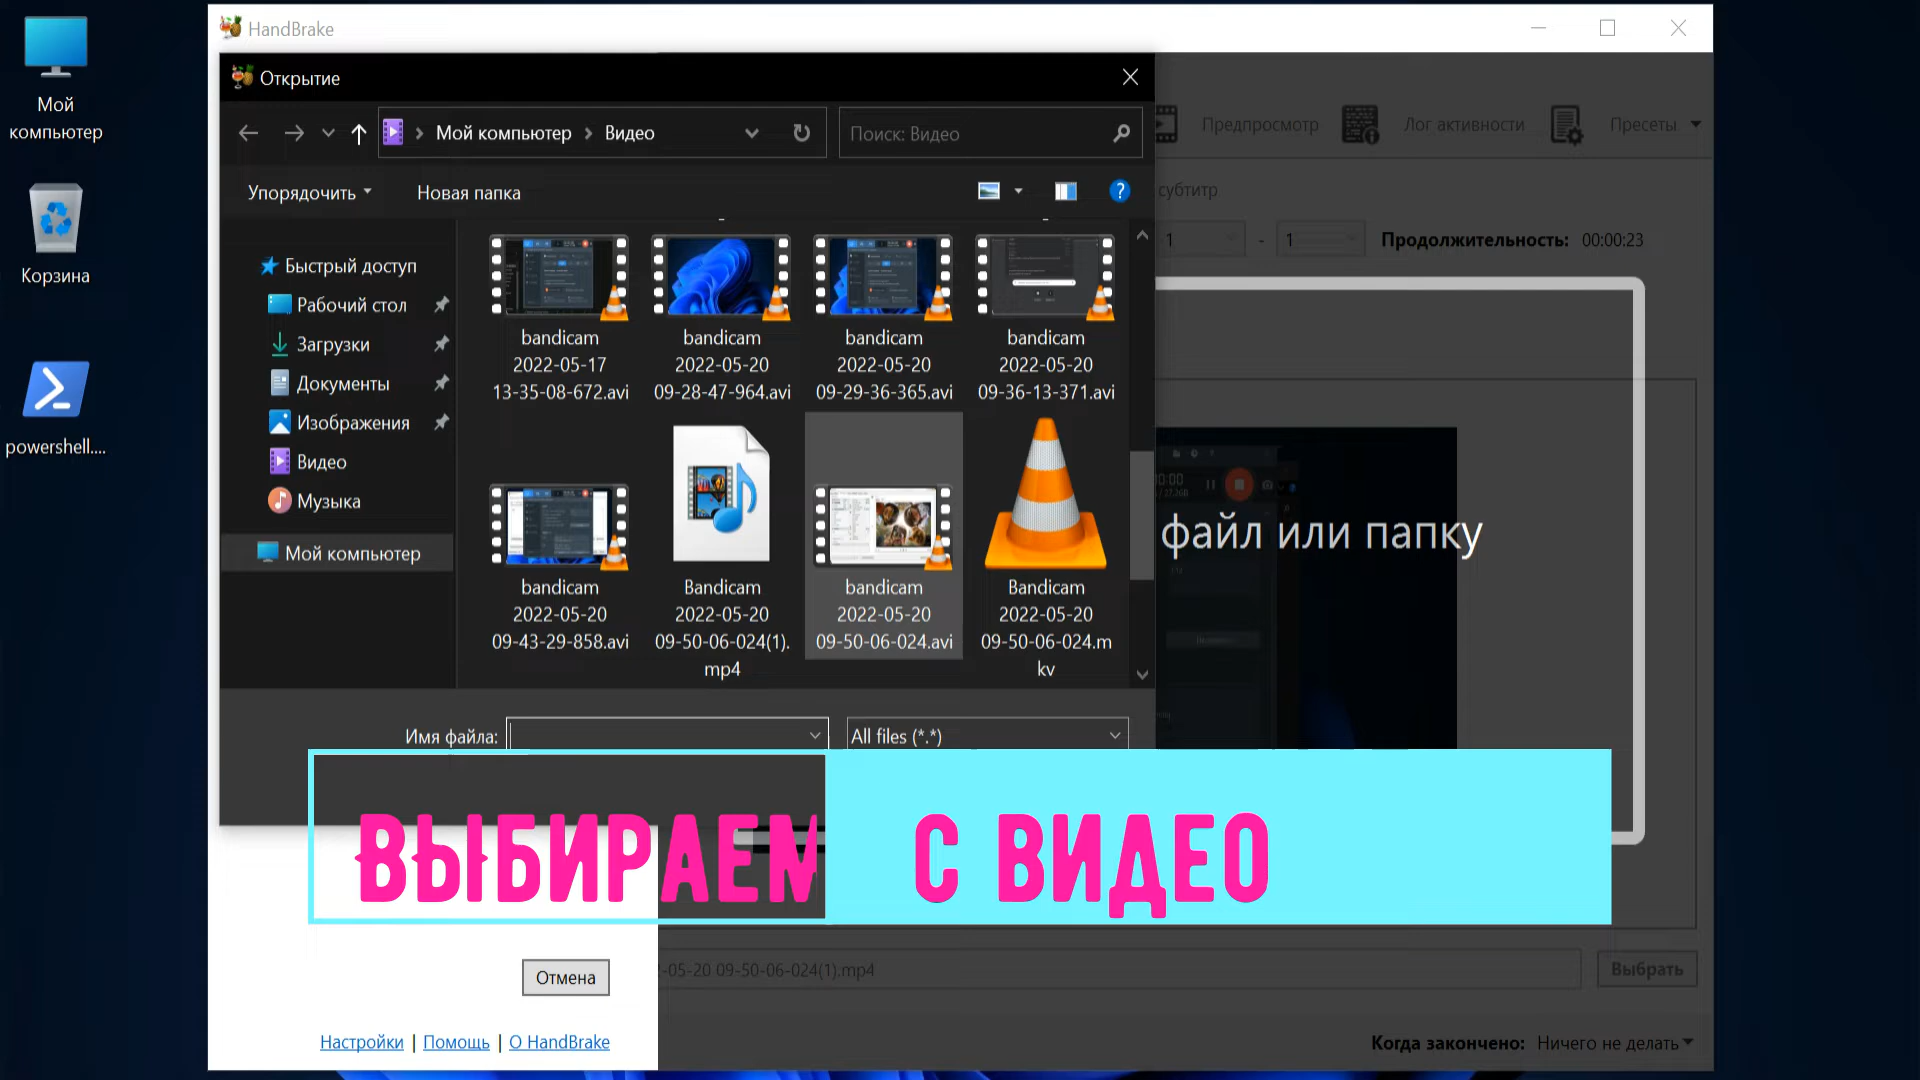 Мой
компьютер
Корзина
powershell....
HandBrake
Открытие
Мой компьютер
Видео
Поиск: Видео
Упорядочить
Новая папка
Быстрый доступ
Рабочий стол
Загрузки
Документы
Изображения
Видео
Музыка
Мой компьютер
bandicam
2022-05-17
13-35-08-672.avi
bandicam
2022-05-20
09-28-47-964.avi
bandicam
2022-05-20
09-29-36-365.avi
bandicam
2022-05-20
09-36-13-371.avi
bandicam
2022-05-20
09-43-29-858.avi
Bandicam
2022-05-20
09-50-06-024(1).
mp4
bandicam
2022-05-20
09-50-06-024.avi
Bandicam
2022-05-20
09-50-06-024.m
kv
Имя файла:
All files (*.*)
Предпросмотр
Лог активности
Пресеты
субтитр
1 - 1
Продолжительность: 00:00:23
файл или папку
ВЫБИРАЕМ С ВИДЕО
-05-20 09-50-06-024(1).mp4
Выбрать
Отмена
Настройки | Помощь | О HandBrake
Когда закончено: Ничего не делать